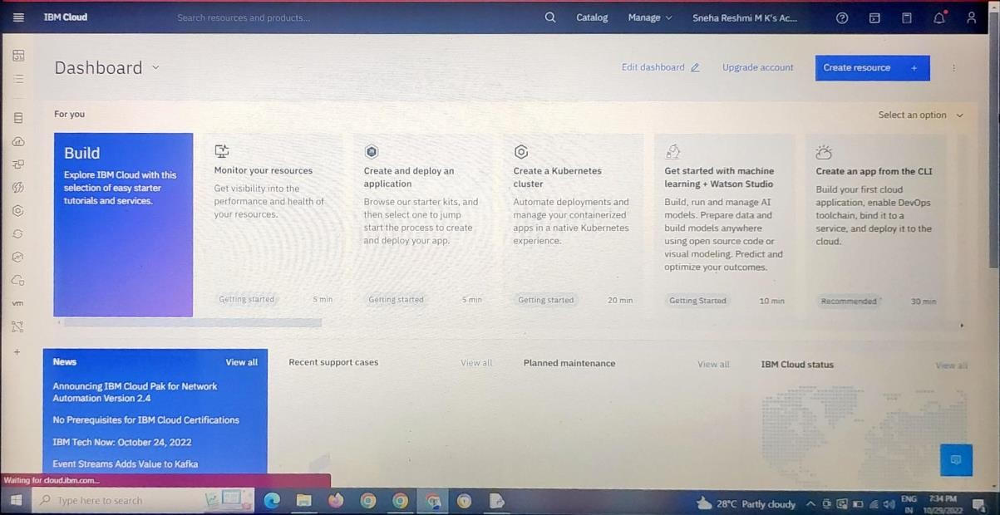 IBM Cloud
Search resources and products...
Catalog
Manage
Sneha Reshmi M K's Ac...
Dashboard
Edit dashboard
Upgrade account
Create resource +
For you
Select an option
Build
Explore IBM Cloud with this
selection of easy starter
tutorials and services.
Monitor your resources
Get visibility into the
performance and health of
your resources.
Getting started
5 min
Create and deploy an
application
Browse our starter kits, and
then select one to jump
start the process to create
and deploy your app.
Getting started
5 min
Create a Kubernetes
cluster
Automate deployments and
manage your containerized
apps in a native Kubernetes
experience.
Getting started
20 min
Get started with machine
learning + Watson Studio
Build, run and manage AI
models. Prepare data and
build models anywhere
using open source code or
visual modeling. Predict and
optimize your outcomes.
Getting Started
10 min
Create an app from the CLI
Build your first cloud
application, enable DevOps
toolchain, bind it to a
service, and deploy it to the
cloud.
Recommended
30 min
vm
News
View all
Announcing IBM Cloud Pak for Network
Automation Version 2.4
No Prerequisites for IBM Cloud Certifications
IBM Tech Now: October 24, 2022
Event Streams Adds Value to Kafka
Recent support cases
View all
Planned maintenance
View all
IBM Cloud status
View all
Waiting for cloud.ibm.com...
Type here to search
28°C Partly cloudy
ENG
IN
7:34 PM
10/29/2022